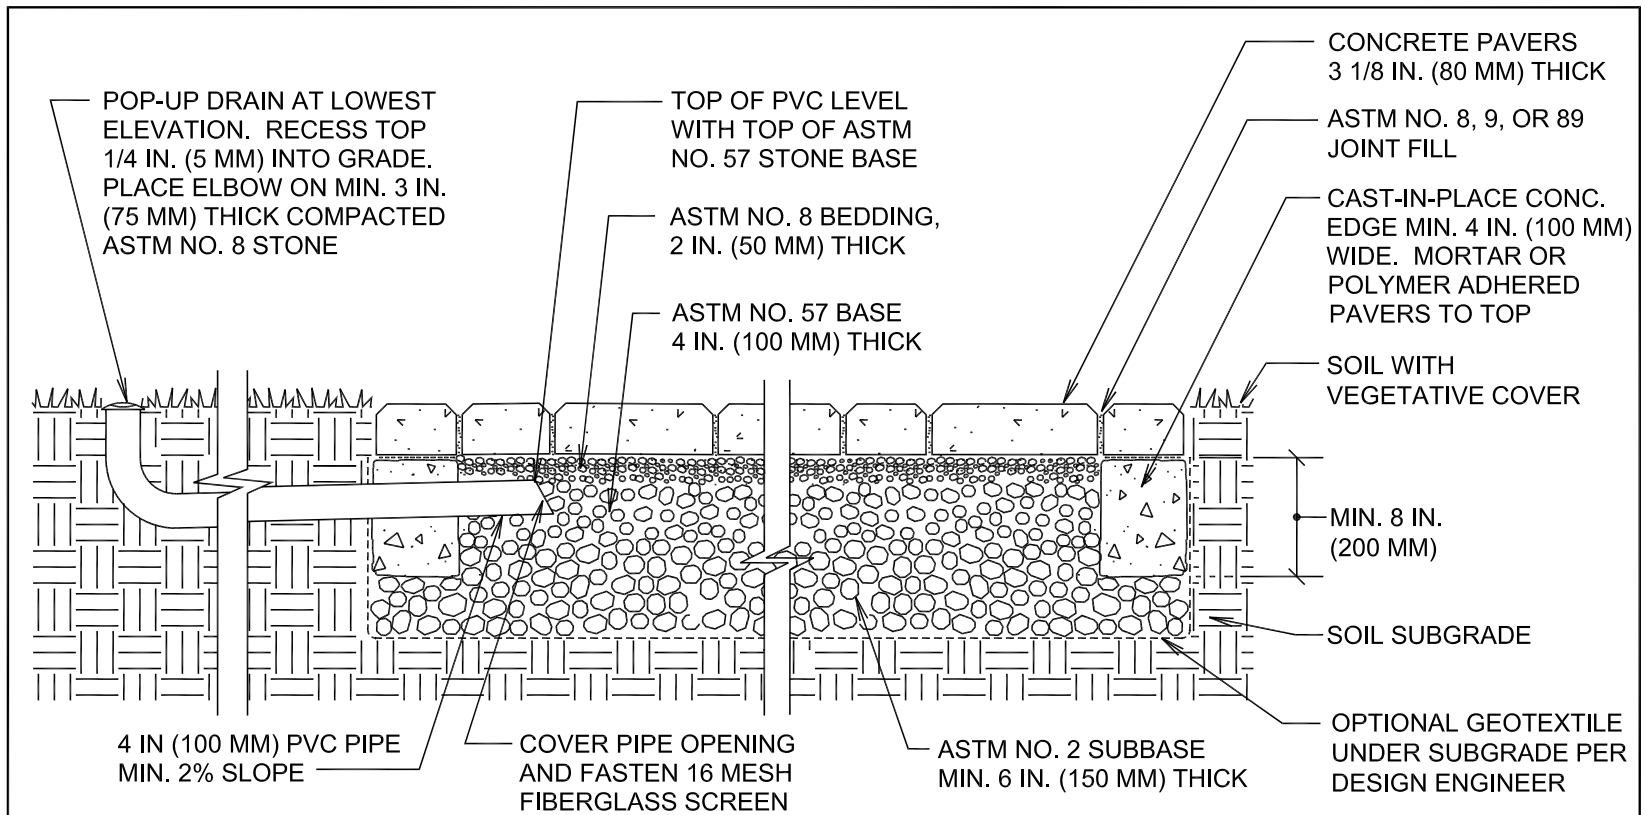 POP-UP DRAIN AT LOWEST
ELEVATION. RECESS TOP
1/4 IN. (5 MM) INTO GRADE.
PLACE ELBOW ON MIN. 3 IN.
(75 MM) THICK COMPACTED
ASTM NO. 8 STONE
TOP OF PVC LEVEL
WITH TOP OF ASTM
NO. 57 STONE BASE
ASTM NO. 8 BEDDING,
2 IN. (50 MM) THICK
ASTM NO. 57 BASE
4 IN. (100 MM) THICK
CONCRETE PAVERS
3 1/8 IN. (80 MM) THICK
ASTM NO. 8, 9, OR 89
JOINT FILL
CAST-IN-PLACE CONC.
EDGE MIN. 4 IN. (100 MM)
WIDE. MORTAR OR
POLYMER ADHERED
PAVERS TO TOP
SOIL WITH
VEGETATIVE COVER
MIN. 8 IN.
(200 MM)
SOIL SUBGRADE
OPTIONAL GEOTEXTILE
UNDER SUBGRADE PER
DESIGN ENGINEER
4 IN (100 MM) PVC PIPE
MIN. 2% SLOPE
COVER PIPE OPENING
AND FASTEN 16 MESH
FIBERGLASS SCREEN
ASTM NO. 2 SUBBASE
MIN. 6 IN. (150 MM) THICK